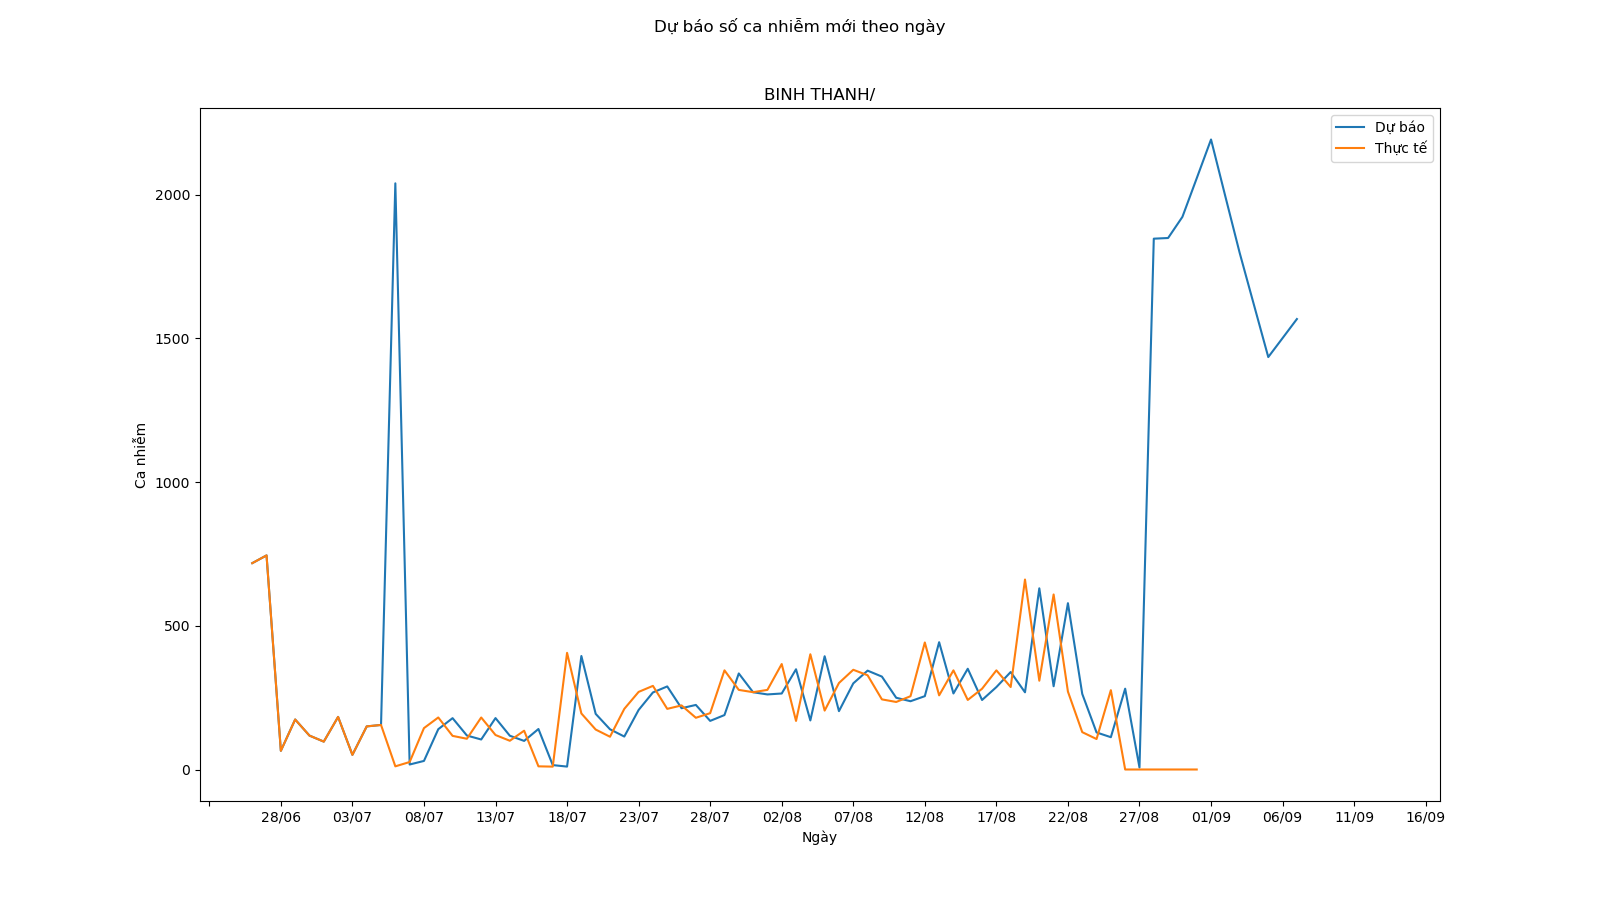 Dự báo số ca nhiễm mới theo ngày
BINH THANH/
Dự báo
Thực tế
2000
1500
1000
500
0
Ca nhiễm
28/06 03/07 08/07 13/07 18/07 23/07 28/07 02/08 07/08 12/08 17/08 22/08 27/08 01/09 06/09 11/09 16/09
Ngày